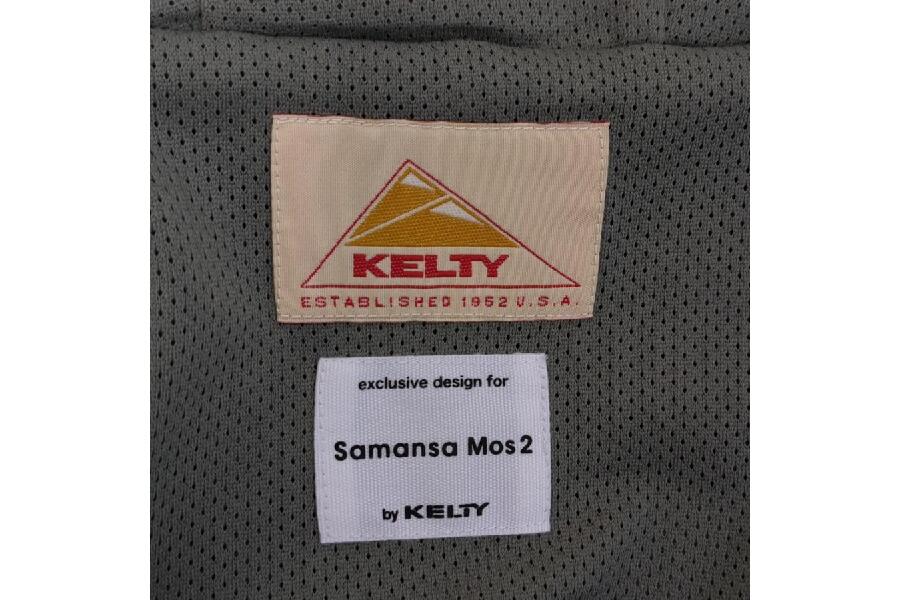 KELTY
ESTABLISHED 1952 U.S.A.
exclusive design for
Samansa Mos2
by KELTY